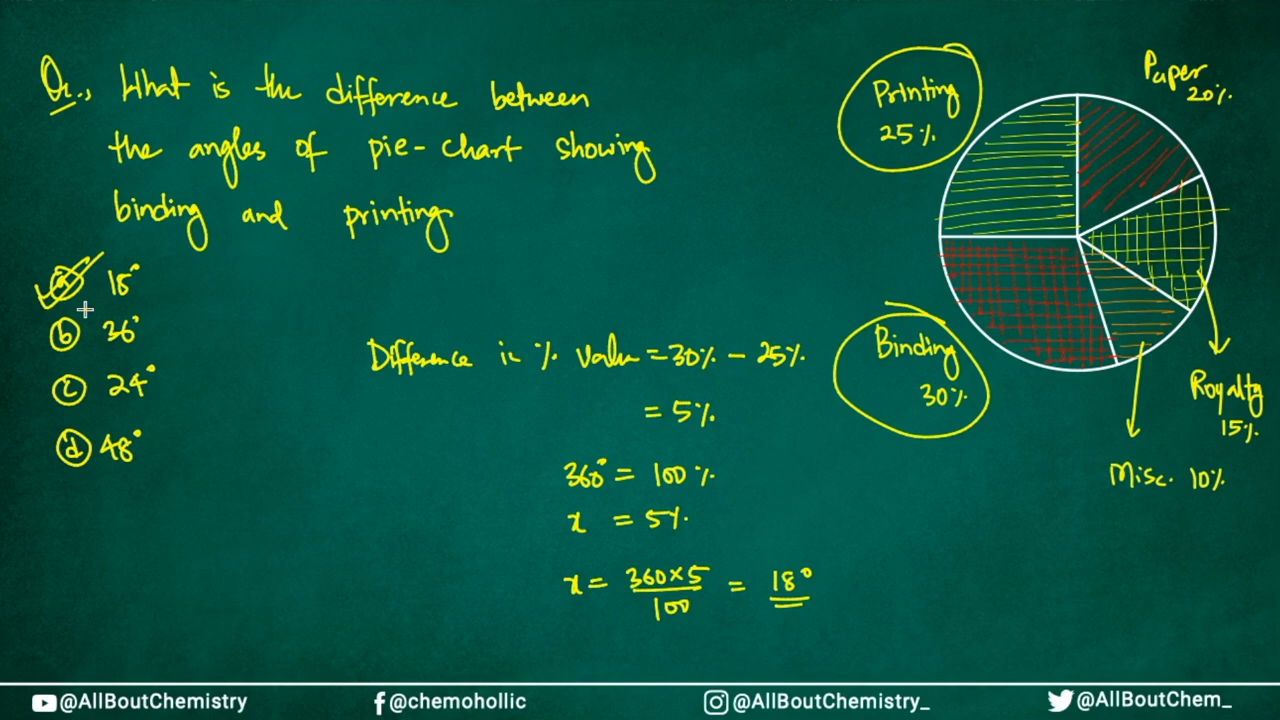 Qu., What is the difference between
the angles of pie-chart showing
binding and printing
(a) 18°
(b) 36°
(c) 24°
(d) 48°
Difference in % value = 30% - 25%
= 5%
360° = 100%
x = 5%
x = 360×5/100 = 18°
Printing
25%
Paper
20%
Binding
30%
Royalty
15%
Misc. 10%
@AllBoutChemistry
@chemohollic
@AllBoutChemistry_
@AllBoutChem_